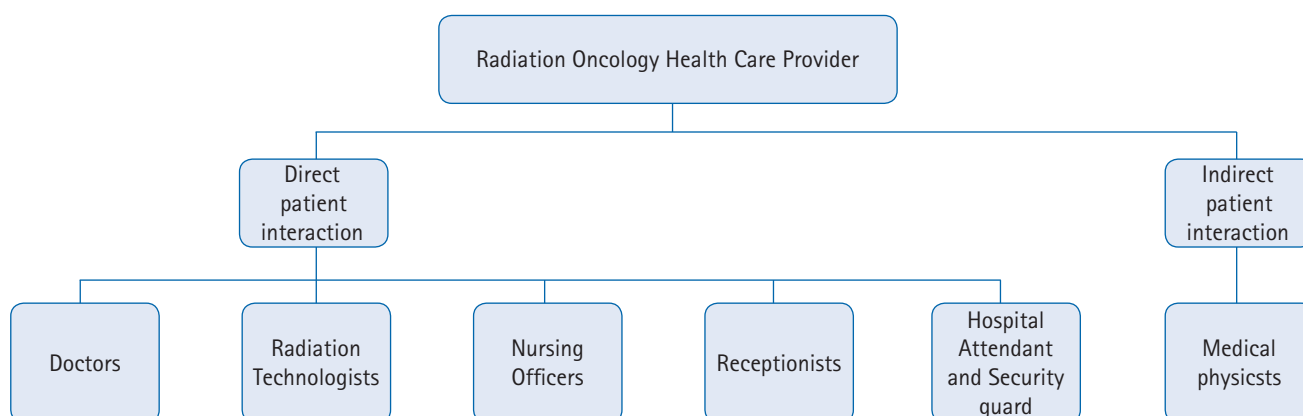 Radiation Oncology Health Care Provider
Direct
patient
interaction
Indirect
patient
interaction
Doctors
Radiation
Technologists
Nursing
Officers
Receptionists
Hospital
Attendant
and Security
guard
Medical
physicsts